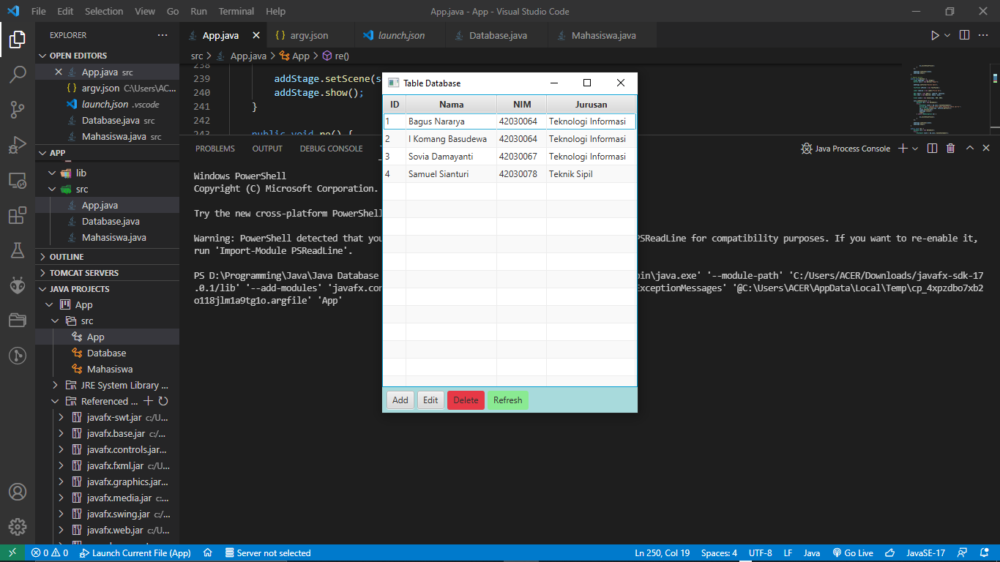 File Edit Selection View Go Run Terminal Help App.java - App - Visual Studio Code
EXPLORER
OPEN EDITORS
App.java src
{ } argv.json C:\Users\AC...
launch.json .vscode
Database.java src
Mahasiswa.java src
APP
lib
src
App.java
Database.java
Mahasiswa.java
OUTLINE
TOMCAT SERVERS
JAVA PROJECTS
App
src
App
Database
Mahasiswa
JRE System Library ...
Referenced ...
javafx-swt.jar c:/U...
javafx.base.jar c:/...
javafx.controls.jar...
javafx.fxml.jar c:/U...
javafx.graphics.jar...
javafx.media.jar c:...
javafx.swing.jar c:/...
javafx.web.jar c:/U...
App.java { } argv.json launch.json Database.java Mahasiswa.java
src > App.java > App > re()
238
239 addStage.setScene(s
240 addStage.show();
241 }
242
243 public void re() {
PROBLEMS OUTPUT DEBUG CONSOLE Java Process Console
Windows PowerShell
Copyright (C) Microsoft Corporation.
Try the new cross-platform PowerShell
Warning: PowerShell detected that you PSReadLine for compatibility purposes. If you want to re-enable it,
run 'Import-Module PSReadLine'.
PS D:\Programming\Java\Java Database bin\java.exe' '--module-path' 'C:/Users/ACER/Downloads/javafx-sdk-17
.0.1/lib' '--add-modules' 'javafx.con ExceptionMessages' '@C:\Users\ACER\AppData\Local\Temp\cp_4xpzdbo7xb2
o118jlm1a9tg1o.argfile' 'App'
Table Database
ID Nama NIM Jurusan
1 Bagus Nararya 42030064 Teknologi Informasi
2 I Komang Basudewa 42030064 Teknologi Informasi
3 Sovia Damayanti 42030067 Teknologi Informasi
4 Samuel Sianturi 42030078 Teknik Sipil
Add Edit Delete Refresh
0 0 Launch Current File (App) Server not selected Ln 250, Col 19 Spaces: 4 UTF-8 LF Java Go Live JavaSE-17